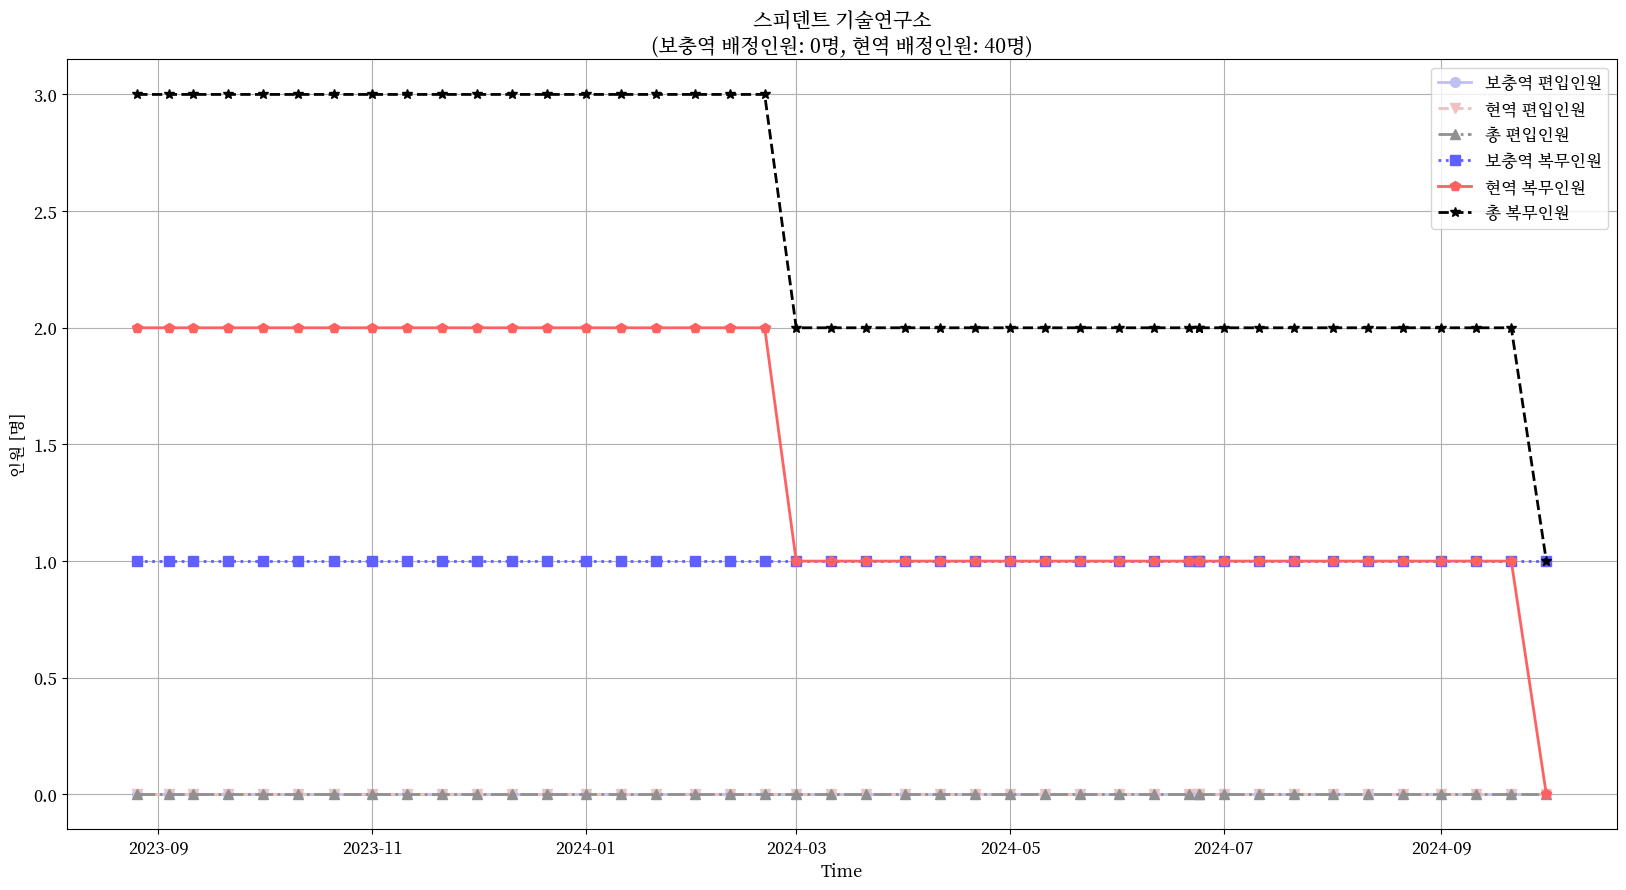 스피덴트 기술연구소
(보충역 배정인원: 0명, 현역 배정인원: 40명)
보충역 편입인원
현역 편입인원
총 편입인원
보충역 복무인원
현역 복무인원
총 복무인원
인원 [명]
3.0
2.5
2.0
1.5
1.0
0.5
0.0
2023-09
2023-11
2024-01
2024-03
2024-05
2024-07
2024-09
Time